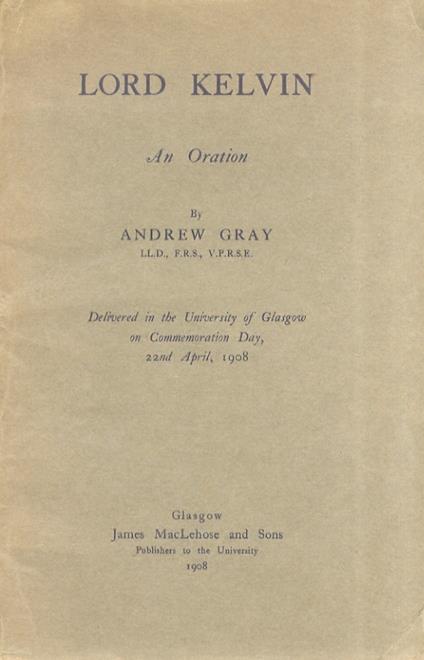 LORD KELVIN
An Oration
By
ANDREW GRAY
LL.D., F.R.S., V.P.R.S.E.
Delivered in the University of Glasgow
on Commemoration Day,
22nd April, 1908
Glasgow
James MacLehose and Sons
Publishers to the University
1908